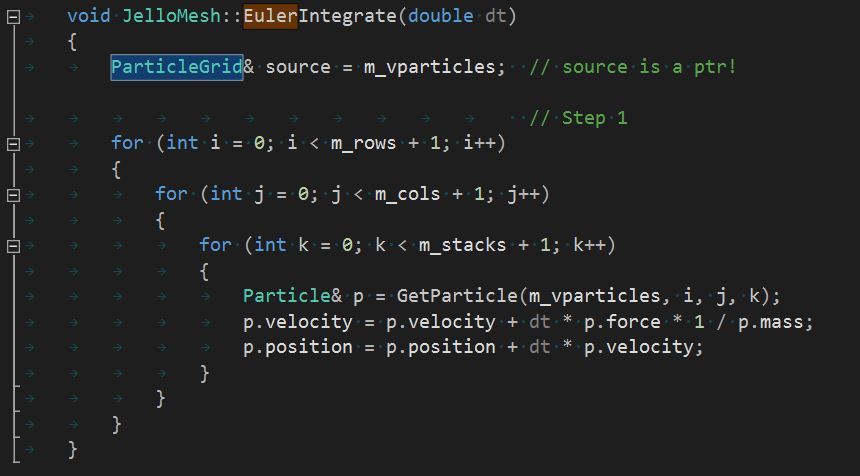 void JelloMesh::EulerIntegrate(double dt)
{
ParticleGrid& source = m_vparticles;  // source is a ptr!
// Step 1
for (int i = 0; i < m_rows + 1; i++)
{
for (int j = 0; j < m_cols + 1; j++)
{
for (int k = 0; k < m_stacks + 1; k++)
{
Particle& p = GetParticle(m_vparticles, i, j, k);
p.velocity = p.velocity + dt * p.force * 1 / p.mass;
p.position = p.position + dt * p.velocity;
}
}
}
}